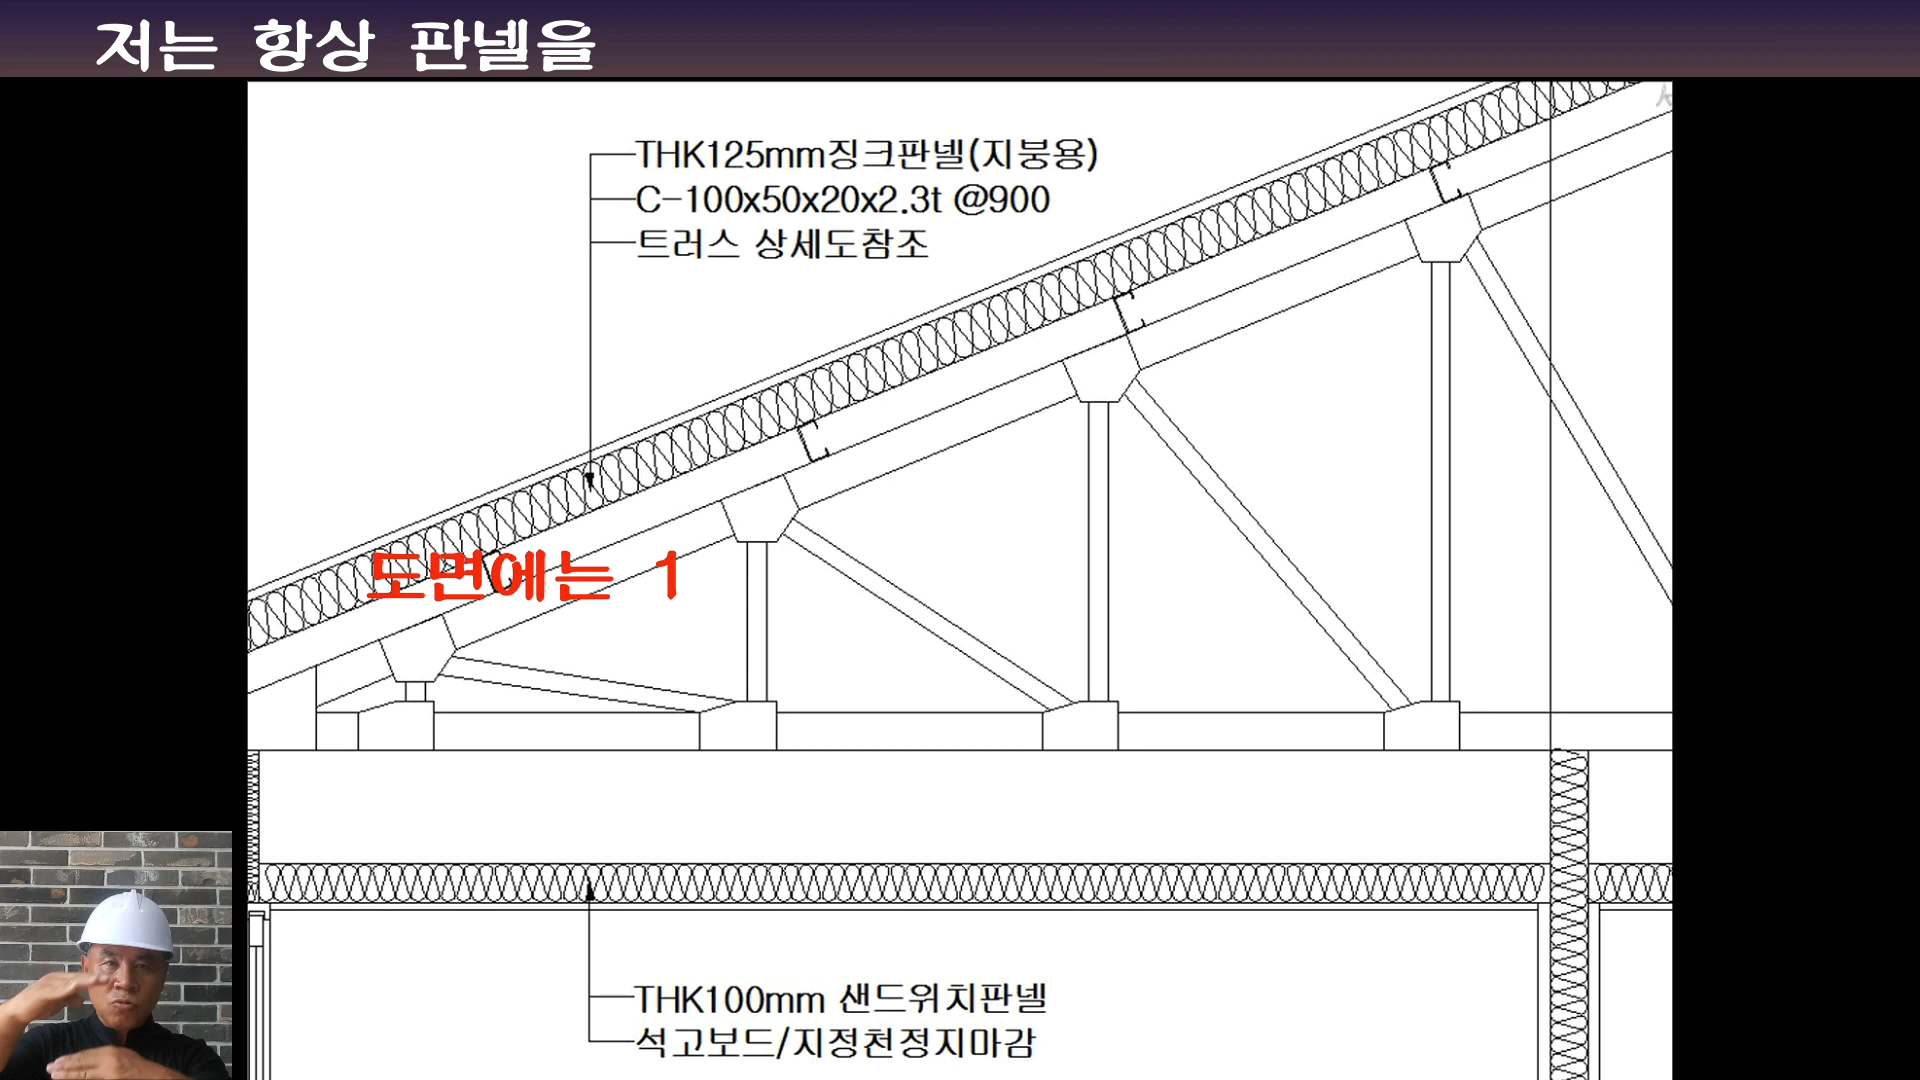 저는 항상 판넬을
THK125mm징크판넬(지붕용)
C-100x50x20x2.3t @900
트러스 상세도참조
도면에는 1
THK100mm 샌드위치판넬
석고보드/지정천정지마감